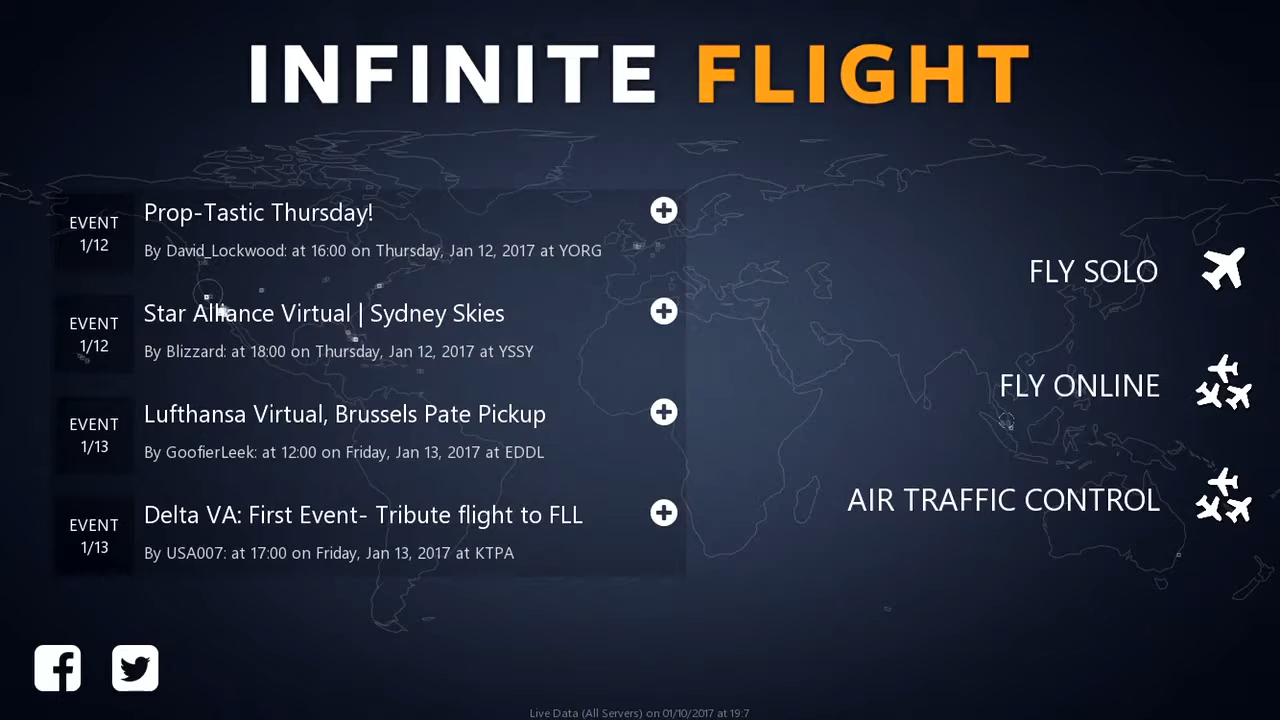 INFINITE FLIGHT
EVENT
1/12
Prop-Tastic Thursday!
By David_Lockwood: at 16:00 on Thursday, Jan 12, 2017 at YORG
EVENT
1/12
Star Alliance Virtual | Sydney Skies
By Blizzard: at 18:00 on Thursday, Jan 12, 2017 at YSSY
EVENT
1/13
Lufthansa Virtual, Brussels Pate Pickup
By GoofierLeek: at 12:00 on Friday, Jan 13, 2017 at EDDL
EVENT
1/13
Delta VA: First Event- Tribute flight to FLL
By USA007: at 17:00 on Friday, Jan 13, 2017 at KTPA
FLY SOLO
FLY ONLINE
AIR TRAFFIC CONTROL
Live Data (All Servers) on 01/10/2017 at 19:7